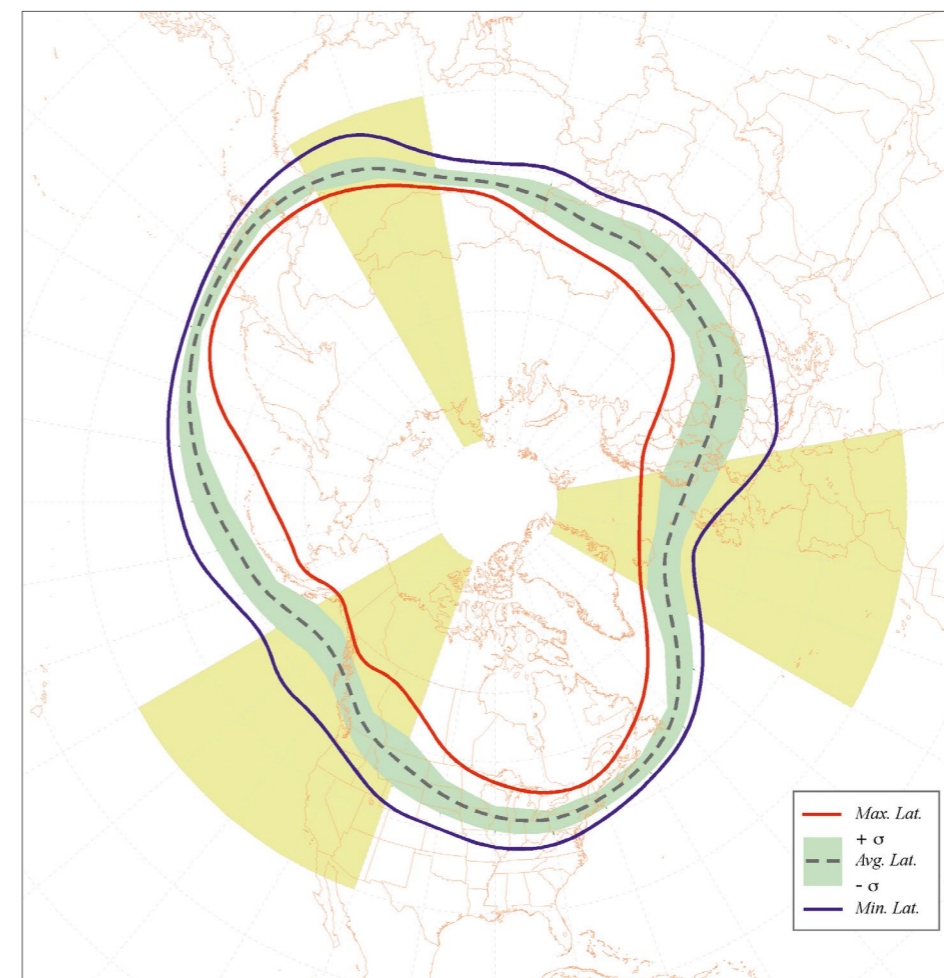 Max. Lat.
+ σ
Avg. Lat.
- σ
Min. Lat.